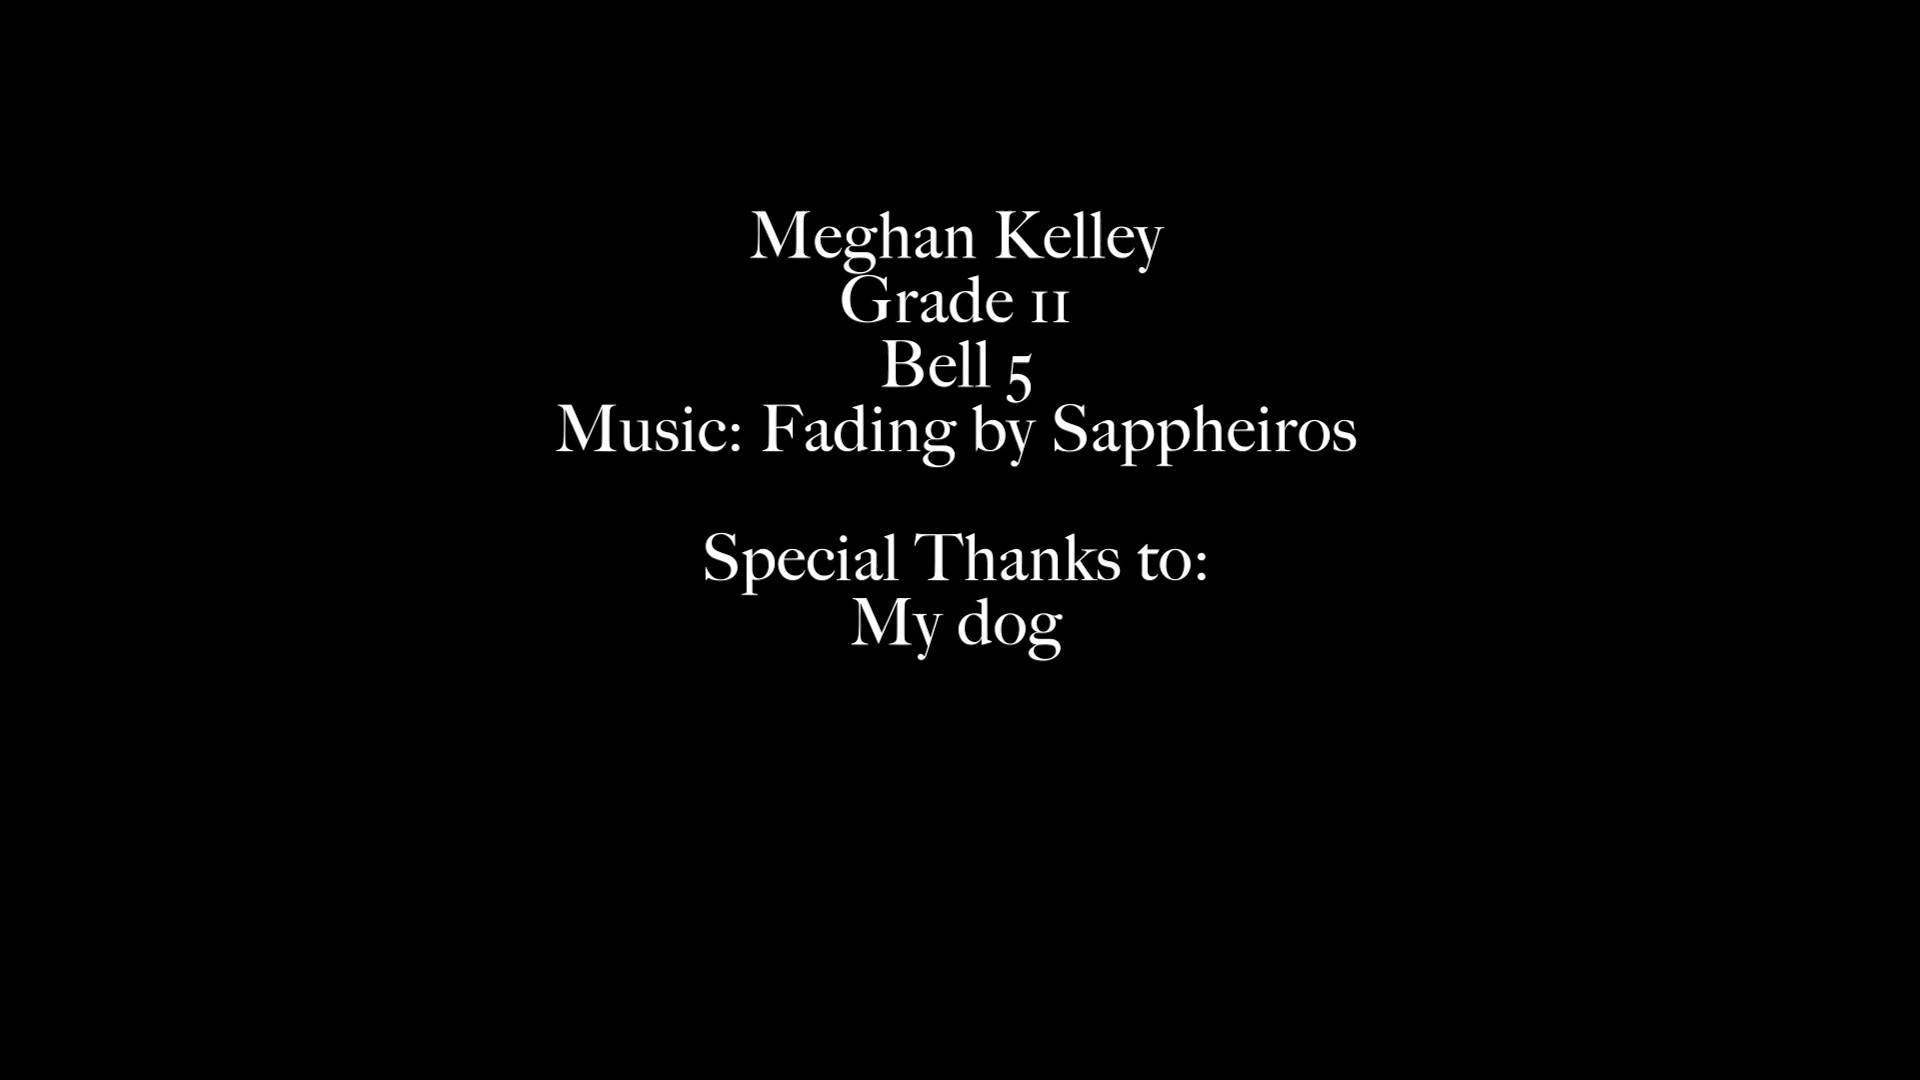 Meghan Kelley
Grade 11
Bell 5
Music: Fading by Sappheiros
Special Thanks to:
My dog